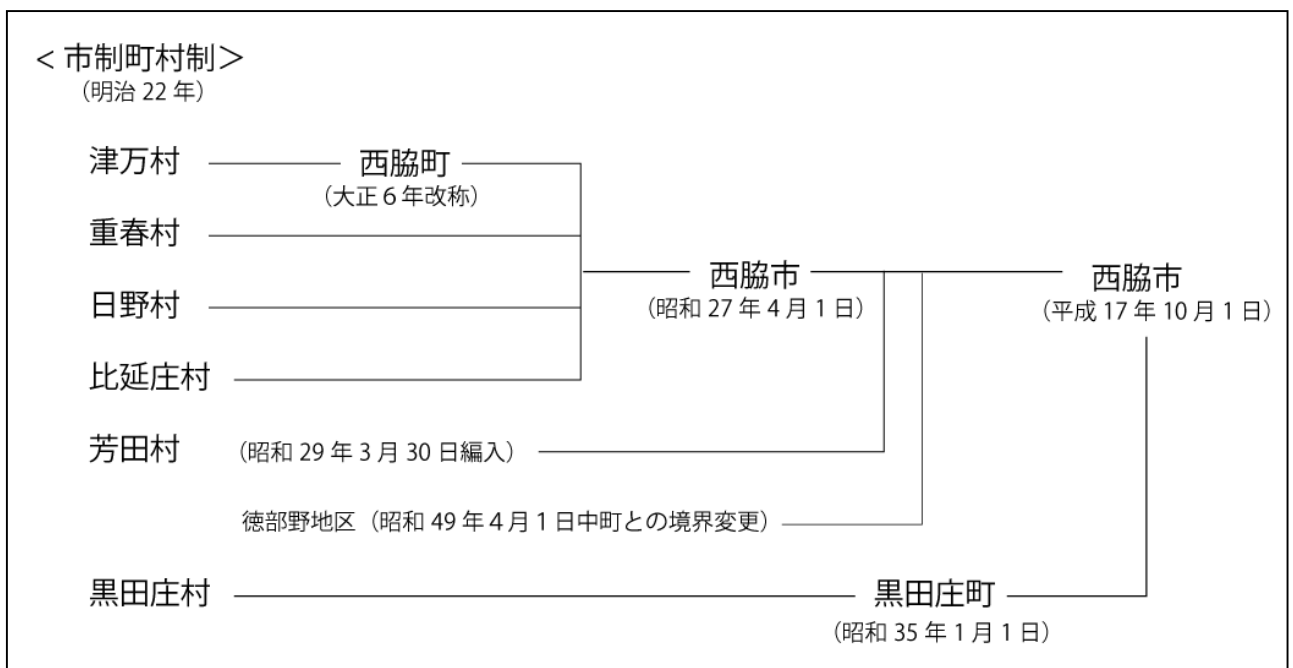 <市制町村制>
（明治 22 年）
津万村
西脇町
（大正６年改称）
重春村
日野村
西脇市
（昭和 27 年 4 月 1 日）
西脇市
（平成 17 年 10 月 1 日）
比延庄村
芳田村 （昭和 29 年 3 月 30 日編入）
徳部野地区（昭和 49 年４月 1 日中町との境界変更）
黒田庄村
黒田庄町
（昭和 35 年 1 月 1 日）